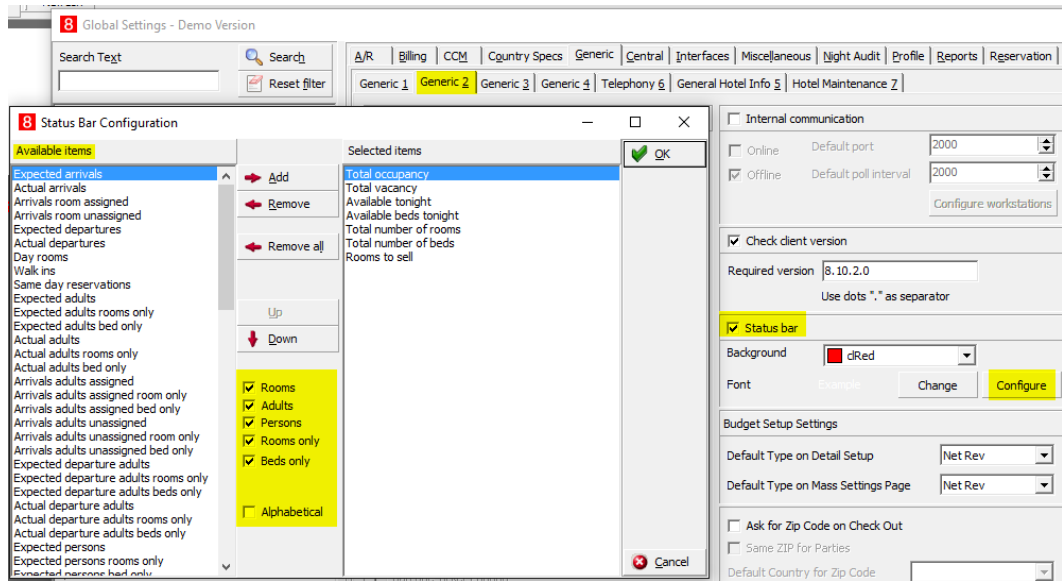 8 Global Settings - Demo Version
Search Text
Search
Reset filter
A/R Billing CCM Country Specs Generic Central Interfaces Miscellaneous Night Audit Profile Reports Reservation
Generic 1 Generic 2 Generic 3 Generic 4 Telephony 6 General Hotel Info 5 Hotel Maintenance 7
8 Status Bar Configuration
Available items
Expected arrivals
Actual arrivals
Arrivals room assigned
Arrivals room unassigned
Expected departures
Actual departures
Day rooms
Walk ins
Same day reservations
Expected adults
Expected adults rooms only
Expected adults bed only
Actual adults
Actual adults rooms only
Actual adults bed only
Arrivals adults assigned
Arrivals adults assigned room only
Arrivals adults assigned bed only
Arrivals adults unassigned
Arrivals adults unassigned room only
Arrivals adults unassigned bed only
Expected departure adults
Expected departure adults rooms only
Expected departure adults beds only
Actual departure adults
Actual departure adults rooms only
Actual departure adults beds only
Expected persons
Expected persons rooms only
Expected persons bed only
Add
Remove
Remove all
Up
Down
Rooms
Adults
Persons
Rooms only
Beds only
Alphabetical
Selected items
Total occupancy
Total vacancy
Available tonight
Available beds tonight
Total number of rooms
Total number of beds
Rooms to sell
OK
Cancel
Internal communication
Online Default port 2000
Offline Default poll interval 2000
Configure workstations
Check client version
Required version 8.10.2.0
Use dots "." as separator
Status bar
Background clRed
Font Example Change Configure
Budget Setup Settings
Default Type on Detail Setup Net Rev
Default Type on Mass Settings Page Net Rev
Ask for Zip Code on Check Out
Same ZIP for Parties
Default Country for Zip Code